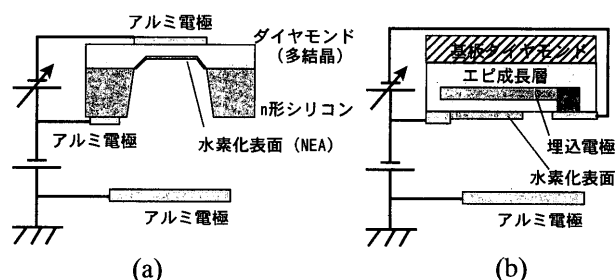 アルミ電極
ダイヤモンド
(多結晶)
n形シリコン
アルミ電極
水素化表面 (NEA)
アルミ電極
(a)
基板ダイヤモンド
エピ成長層
埋込電極
水素化表面
アルミ電極
(b)